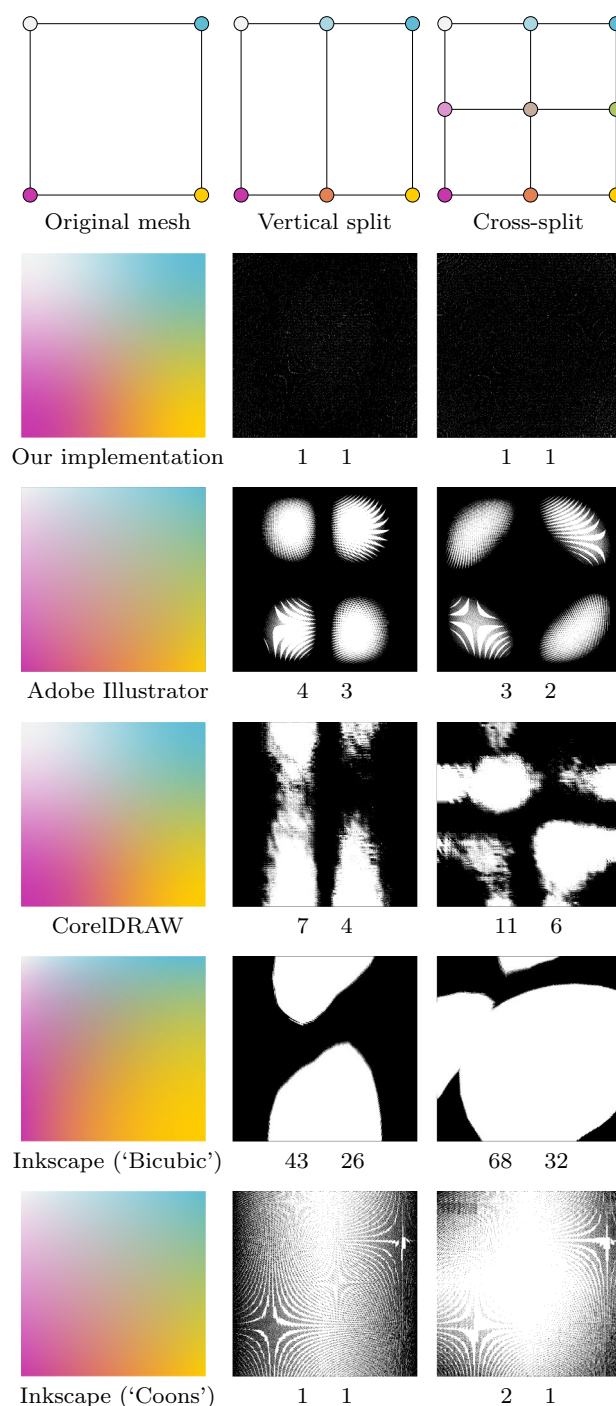 Original mesh Vertical split Cross-split
Our implementation 1 1 1 1
Adobe Illustrator 4 3 3 2
CorelDRAW 7 4 11 6
Inkscape (‘Bicubic’) 43 26 68 32
Inkscape (‘Coons’) 1 1 2 1